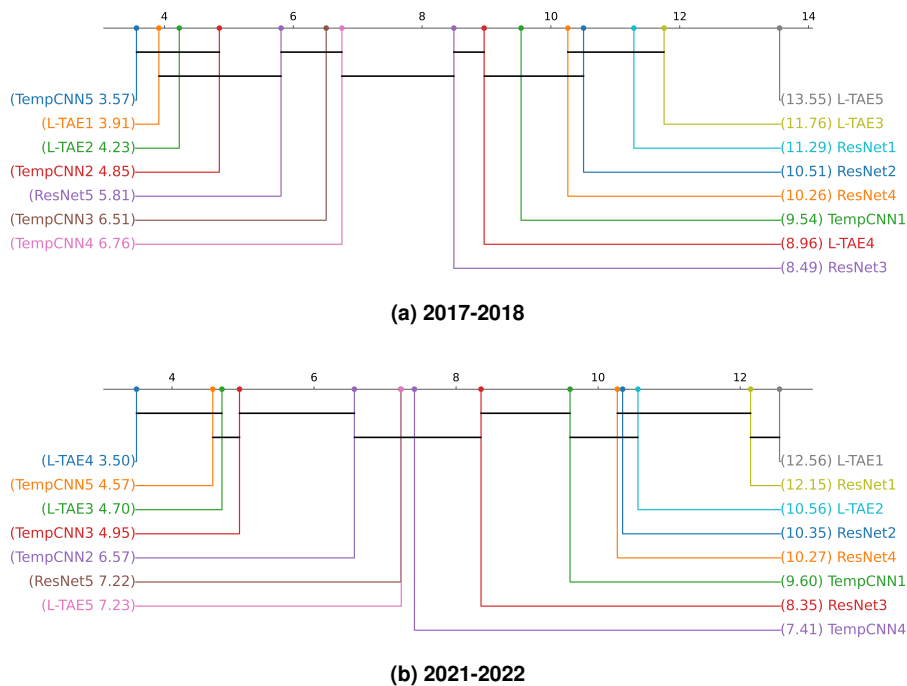 4 6 8 10 12 14
(TempCNN5 3.57) (13.55) L-TAE5
(L-TAE1 3.91) (11.76) L-TAE3
(L-TAE2 4.23) (11.29) ResNet1
(TempCNN2 4.85) (10.51) ResNet2
(ResNet5 5.81) (10.26) ResNet4
(TempCNN3 6.51) (9.54) TempCNN1
(TempCNN4 6.76) (8.96) L-TAE4
(8.49) ResNet3
(a) 2017-2018
4 6 8 10 12
(L-TAE4 3.50) (12.56) L-TAE1
(TempCNN5 4.57) (12.15) ResNet1
(L-TAE3 4.70) (10.56) L-TAE2
(TempCNN3 4.95) (10.35) ResNet2
(TempCNN2 6.57) (10.27) ResNet4
(ResNet5 7.22) (9.60) TempCNN1
(L-TAE5 7.23) (8.35) ResNet3
(7.41) TempCNN4
(b) 2021-2022